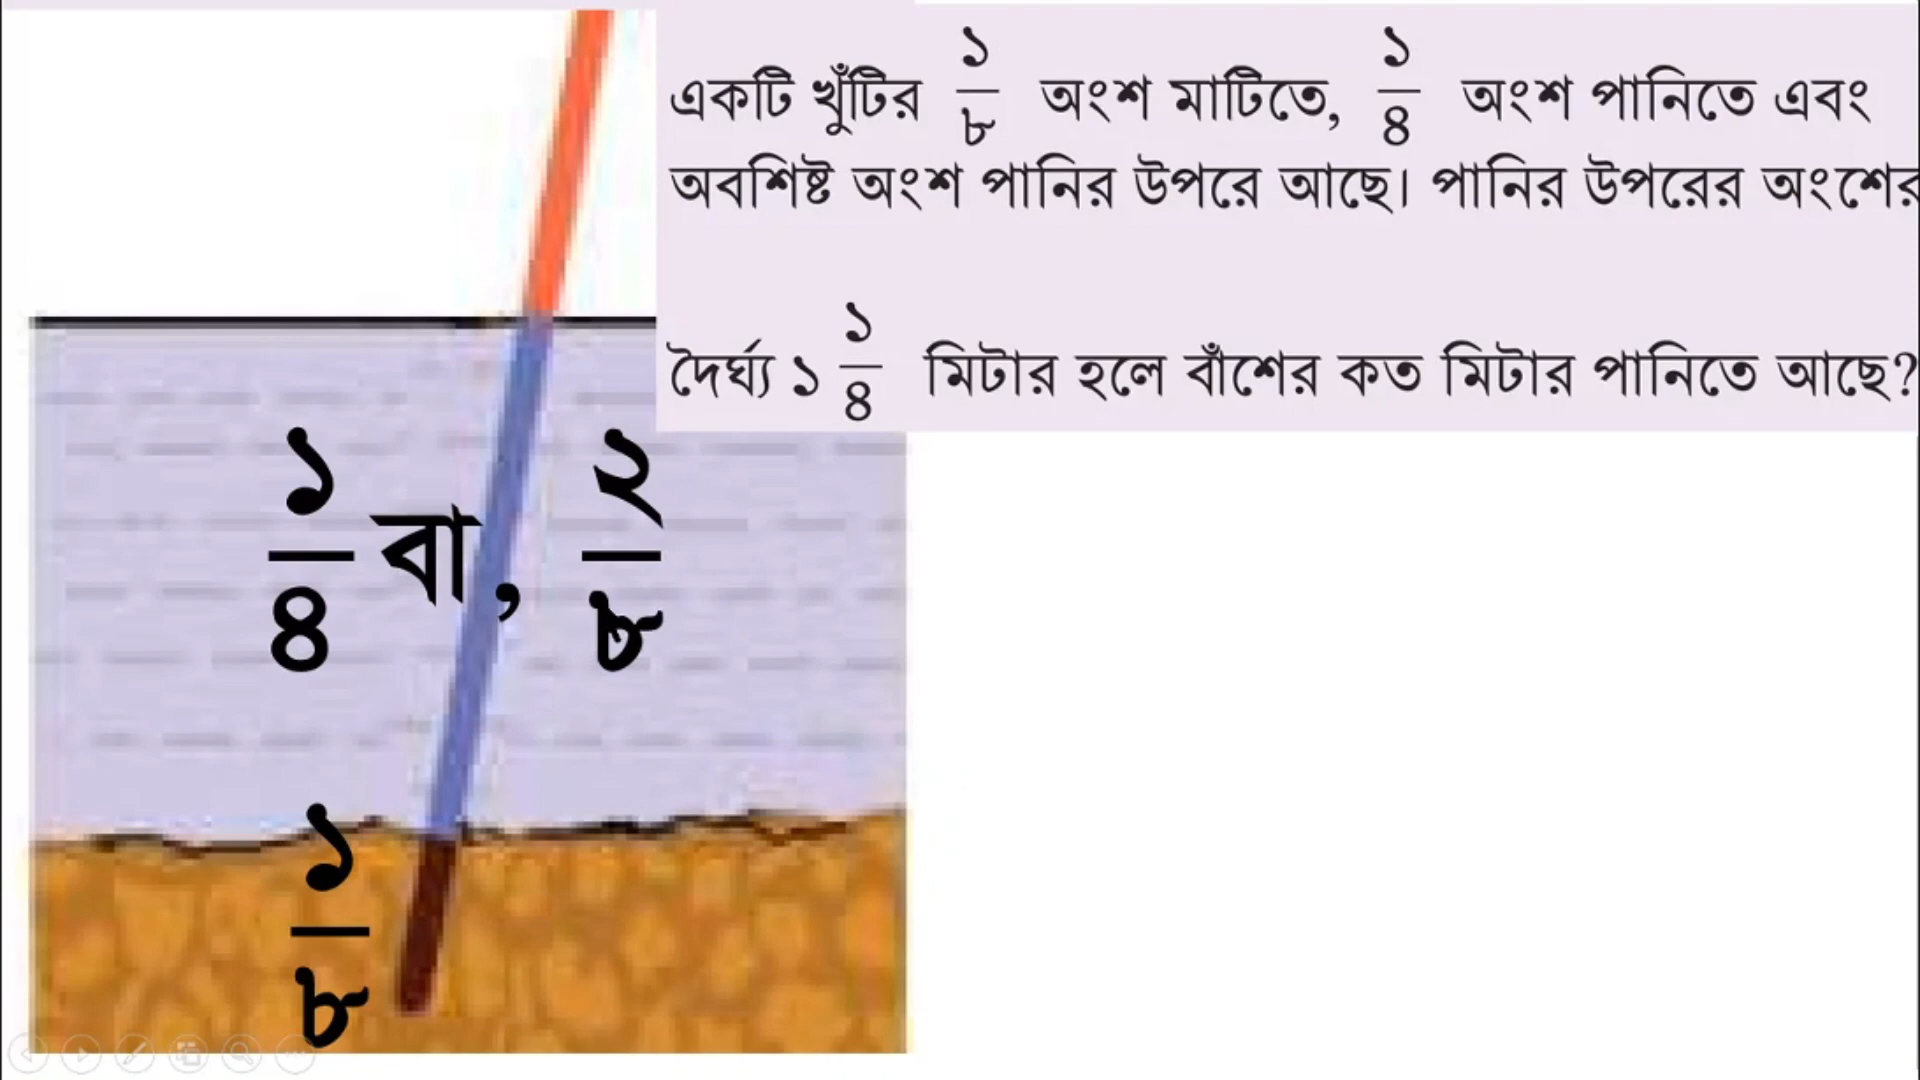 একটি খুঁটির ১/৮ অংশ মাটিতে, ১/৪ অংশ পানিতে এবং
অবশিষ্ট অংশ পানির উপরে আছে। পানির উপরের অংশের
দৈর্ঘ্য ১ ১/৪ মিটার হলে বাঁশের কত মিটার পানিতে আছে?
১/৪ বা, ২/৮
১/৮